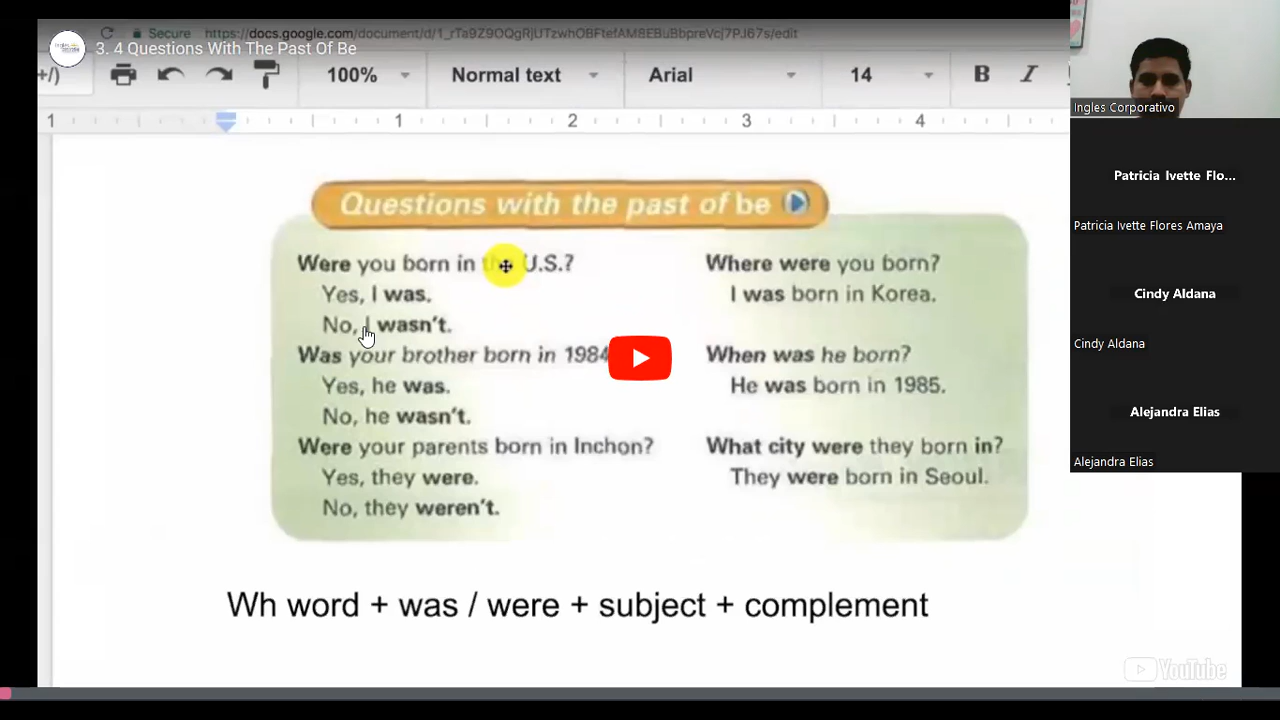 Secure https://docs.google.com/document/d/1_rTa9Z9OQgRjUTzwhOBFtefAM8EBuBbpreVcj7PJ67s/edit
3. 4 Questions With The Past Of Be
+/)
100%
Normal text
Arial
14
B
I
1
1
2
3
4
Questions with the past of be
Were you born in the U.S.?
Yes, I was.
No, I wasn't.
Was your brother born in 1984
Yes, he was.
No, he wasn't.
Were your parents born in Inchon?
Yes, they were.
No, they weren't.
Where were you born?
I was born in Korea.
When was he born?
He was born in 1985.
What city were they born in?
They were born in Seoul.
Wh word + was / were + subject + complement
YouTube
Ingles Corporativo
Patricia Ivette Flo...
Patricia Ivette Flores Amaya
Cindy Aldana
Cindy Aldana
Alejandra Elias
Alejandra Elias